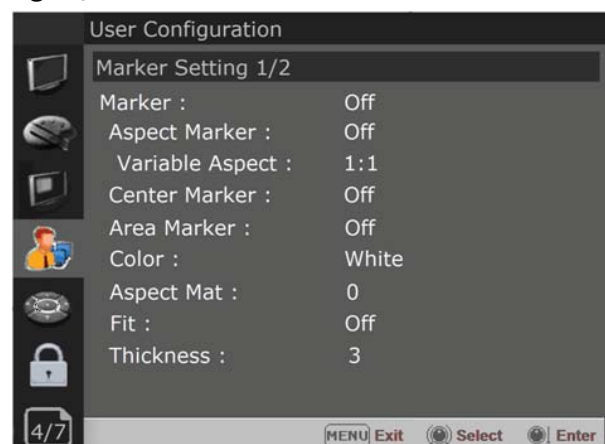 User Configuration
Marker Setting 1/2
Marker : Off
Aspect Marker : Off
Variable Aspect : 1:1
Center Marker : Off
Area Marker : Off
Color : White
Aspect Mat : 0
Fit : Off
Thickness : 3
4/7 MENU Exit Select Enter